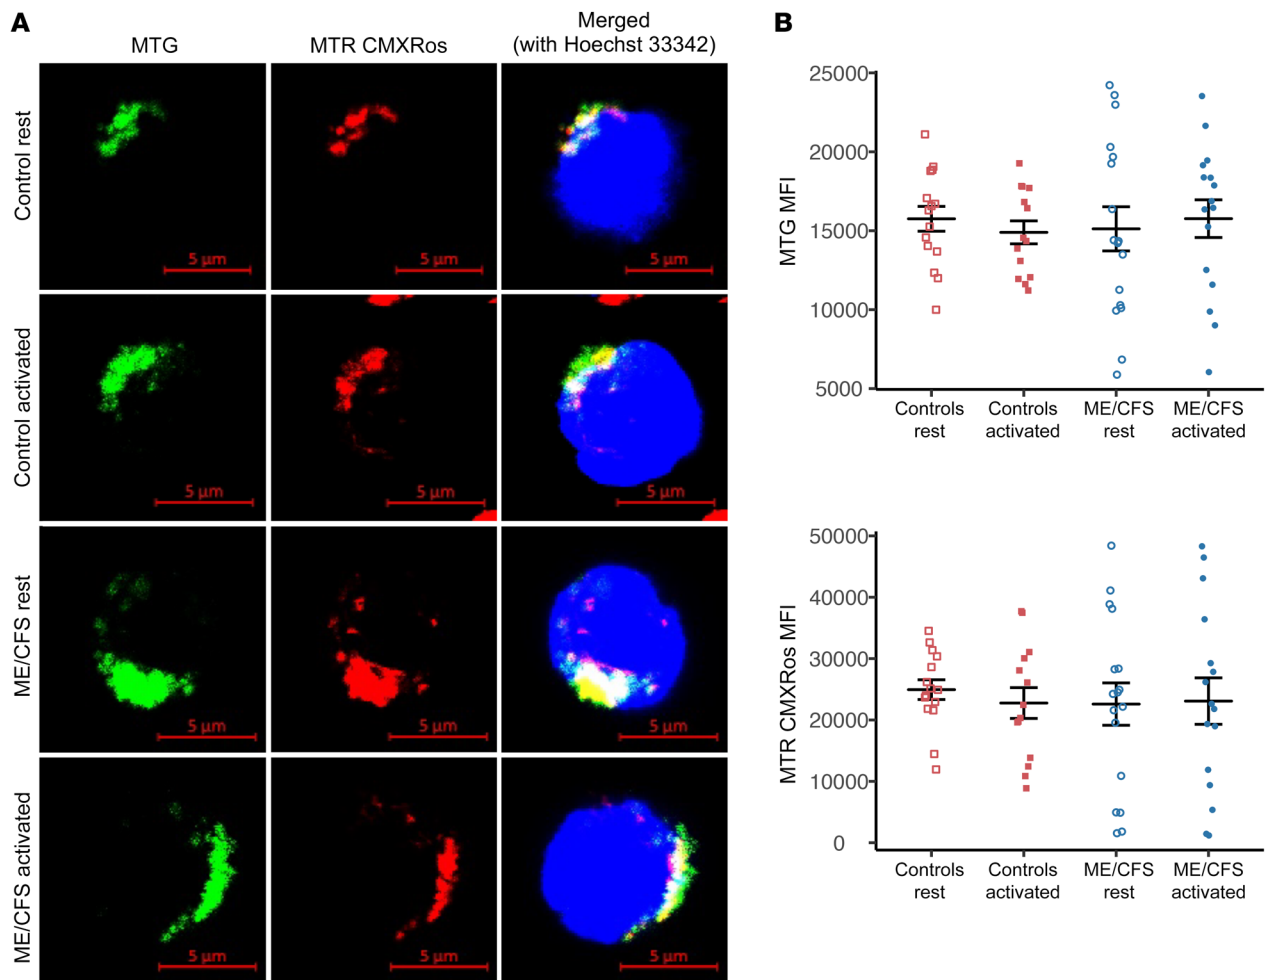 A
MTG
MTR CMXRos
Merged
(with Hoechst 33342)
Control rest
5 µm
5 µm
5 µm
Control activated
5 µm
5 µm
5 µm
ME/CFS rest
5 µm
5 µm
5 µm
ME/CFS activated
5 µm
5 µm
5 µm
B
MTG MFI
25000
20000
15000
10000
5000
Controls
rest
Controls
activated
ME/CFS
rest
ME/CFS
activated
MTR CMXRos MFI
50000
40000
30000
20000
10000
0
Controls
rest
Controls
activated
ME/CFS
rest
ME/CFS
activated